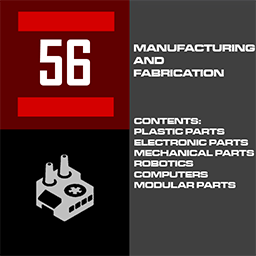 56
MANUFACTURING
AND
FABRICATION
CONTENTS:
PLASTIC PARTS
ELECTRONIC PARTS
MECHANICAL PARTS
ROBOTICS
COMPUTERS
MODULAR PARTS